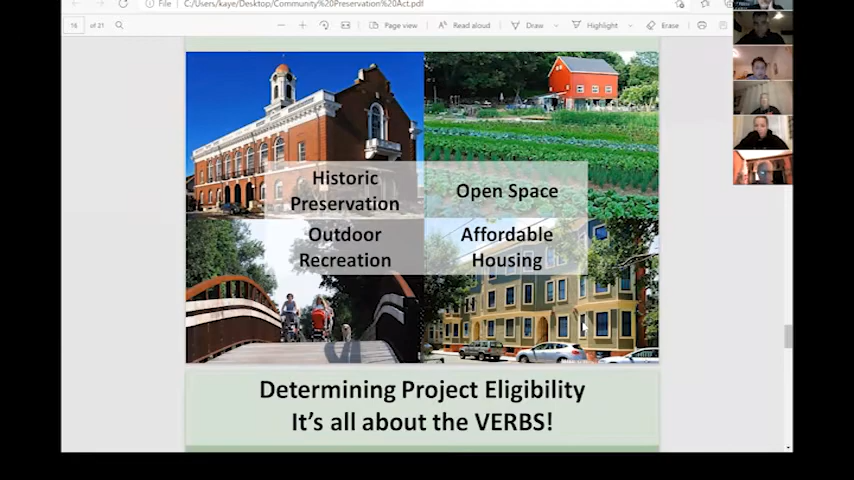 File
C:/Users/kaye/Desktop/Community%20Preservation%20Act.pdf
16 of 21
Page view
Read aloud
Draw
Highlight
Erase
Historic
Preservation
Open Space
Outdoor
Recreation
Affordable
Housing
Determining Project Eligibility
It's all about the VERBS!